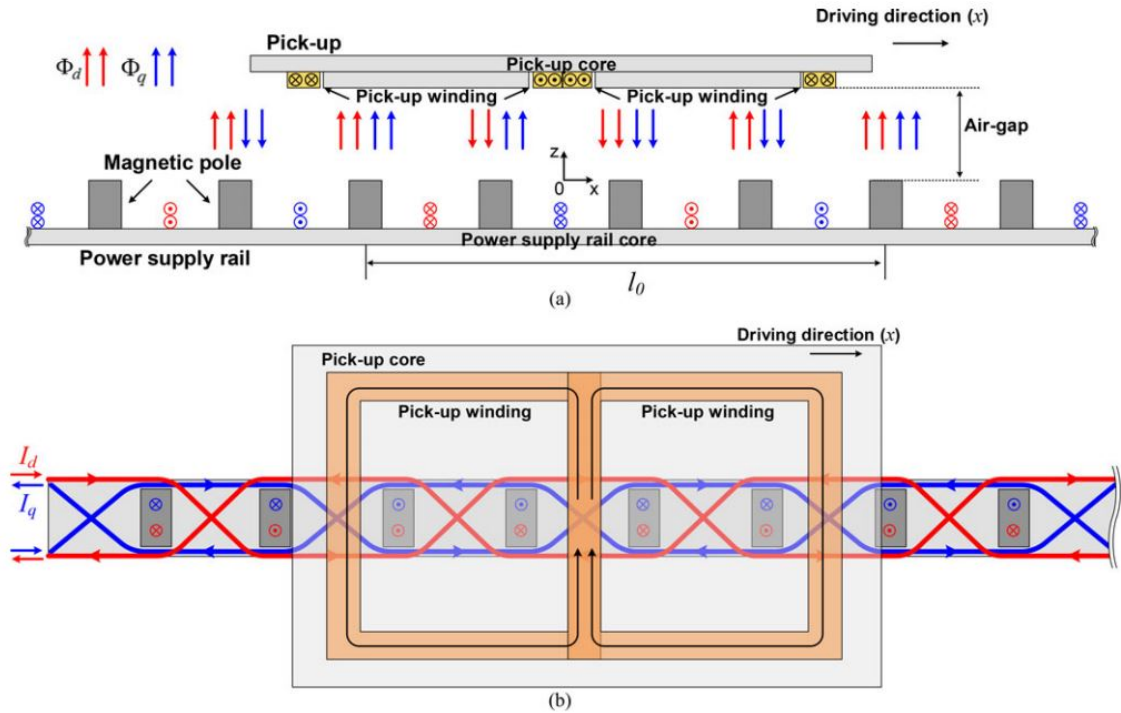 Driving direction (x)
Pick-up
Φd Φq
Pick-up core
Pick-up winding Pick-up winding
Air-gap
Magnetic pole
z
0 x
Power supply rail core
Power supply rail
l0
(a)
Driving direction (x)
Pick-up core
Pick-up winding Pick-up winding
Id
Iq
(b)